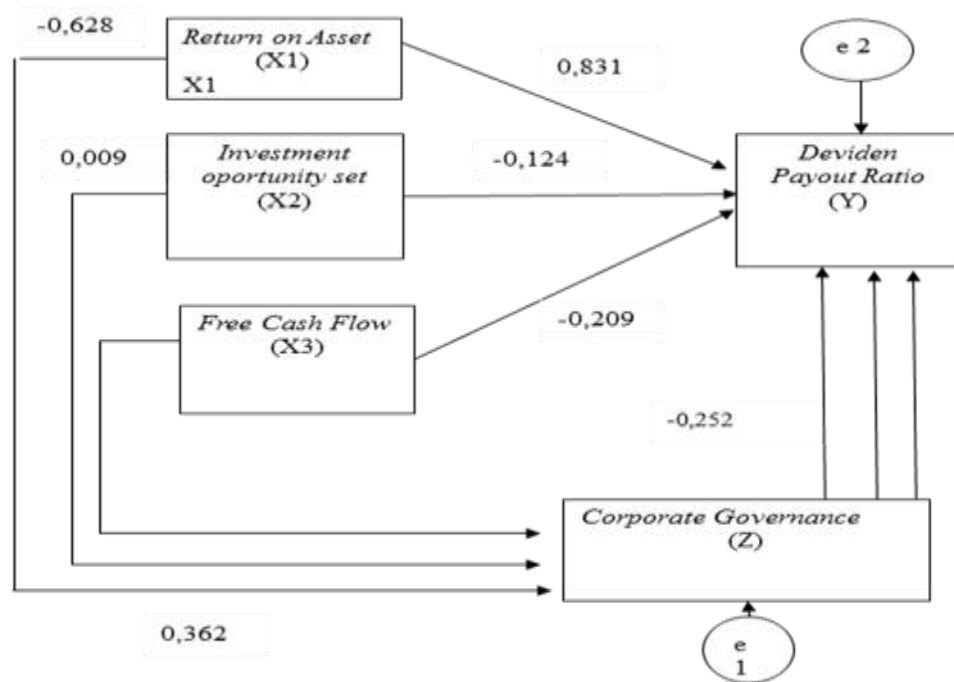 -0,628
Return on Asset
(X1)
X1
0,831
e 2
0,009
Investment
oportunity set
(X2)
-0,124
Deviden
Payout Ratio
(Y)
Free Cash Flow
(X3)
-0,209
-0,252
Corporate Governance
(Z)
0,362
e
1